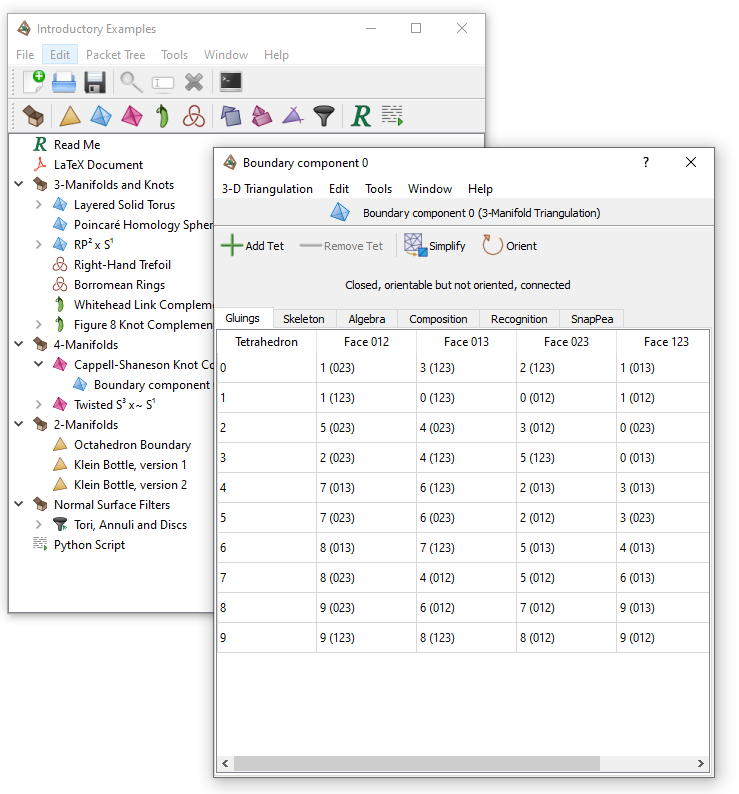 Introductory Examples
File Edit Packet Tree Tools Window Help
Read Me
LaTeX Document
3-Manifolds and Knots
Layered Solid Torus
Poincaré Homology Spher
RP² x S¹
Right-Hand Trefoil
Borromean Rings
Whitehead Link Compleme
Figure 8 Knot Complemen
4-Manifolds
Cappell-Shaneson Knot Co
Boundary component
Twisted S³ x~ S¹
2-Manifolds
Octahedron Boundary
Klein Bottle, version 1
Klein Bottle, version 2
Normal Surface Filters
Tori, Annuli and Discs
Python Script
Boundary component 0
3-D Triangulation Edit Tools Window Help
Boundary component 0 (3-Manifold Triangulation)
Add Tet Remove Tet Simplify Orient
Closed, orientable but not oriented, connected
Gluings Skeleton Algebra Composition Recognition SnapPea
Tetrahedron Face 012 Face 013 Face 023 Face 123
0 1 (023) 3 (123) 2 (123) 1 (013)
1 1 (123) 0 (123) 0 (012) 1 (012)
2 5 (023) 4 (023) 3 (012) 0 (023)
3 2 (023) 4 (123) 5 (123) 0 (013)
4 7 (013) 6 (123) 2 (013) 3 (013)
5 7 (023) 6 (023) 2 (012) 3 (023)
6 8 (013) 7 (123) 5 (013) 4 (013)
7 8 (023) 4 (012) 5 (012) 6 (013)
8 9 (023) 6 (012) 7 (012) 9 (013)
9 9 (123) 8 (123) 8 (012) 9 (012)